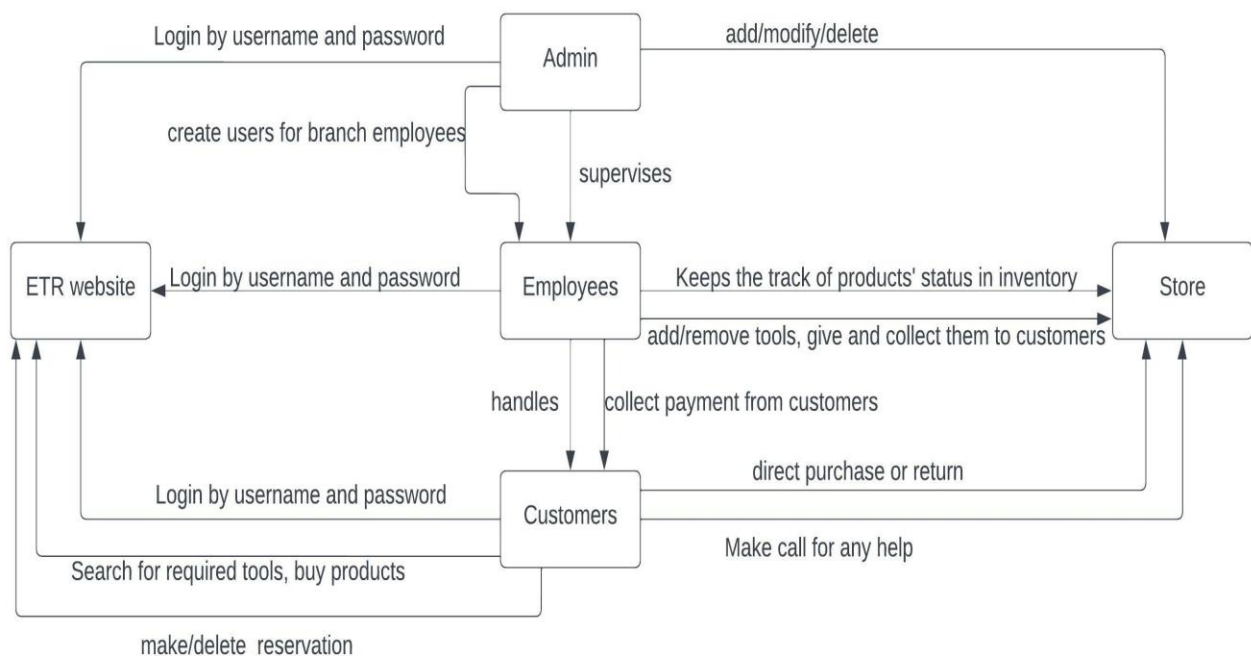 Login by username and password
Admin
add/modify/delete
create users for branch employees
supervises
ETR website
Login by username and password
Employees
Keeps the track of products' status in inventory
Store
add/remove tools, give and collect them to customers
handles
collect payment from customers
direct purchase or return
Login by username and password
Customers
Make call for any help
Search for required tools, buy products
make/delete reservation